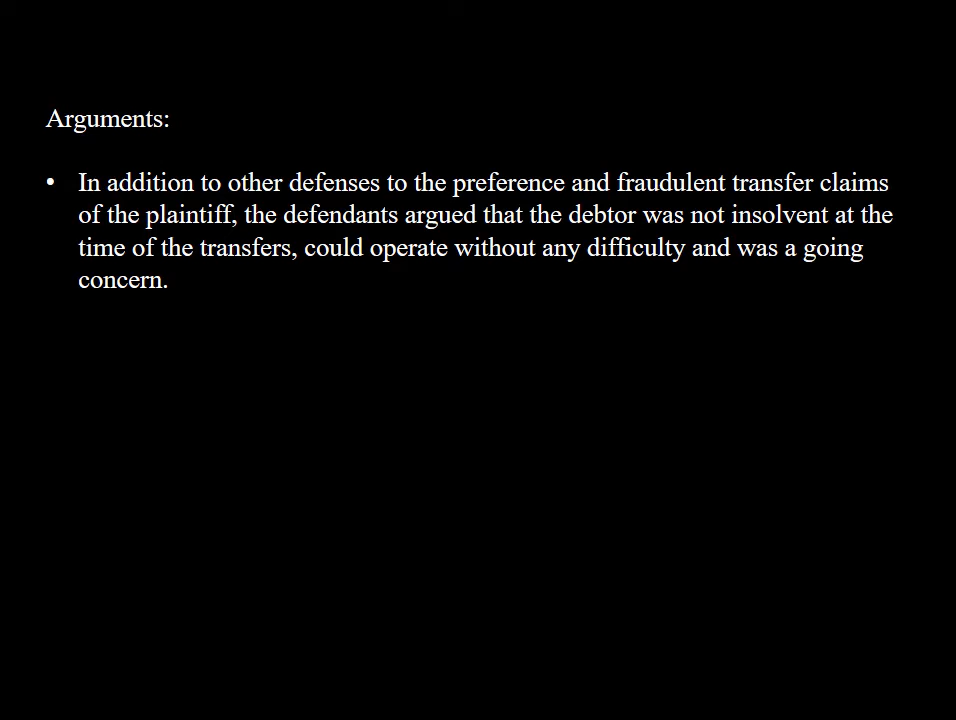 Arguments:
• In addition to other defenses to the preference and fraudulent transfer claims
of the plaintiff, the defendants argued that the debtor was not insolvent at the
time of the transfers, could operate without any difficulty and was a going
concern.